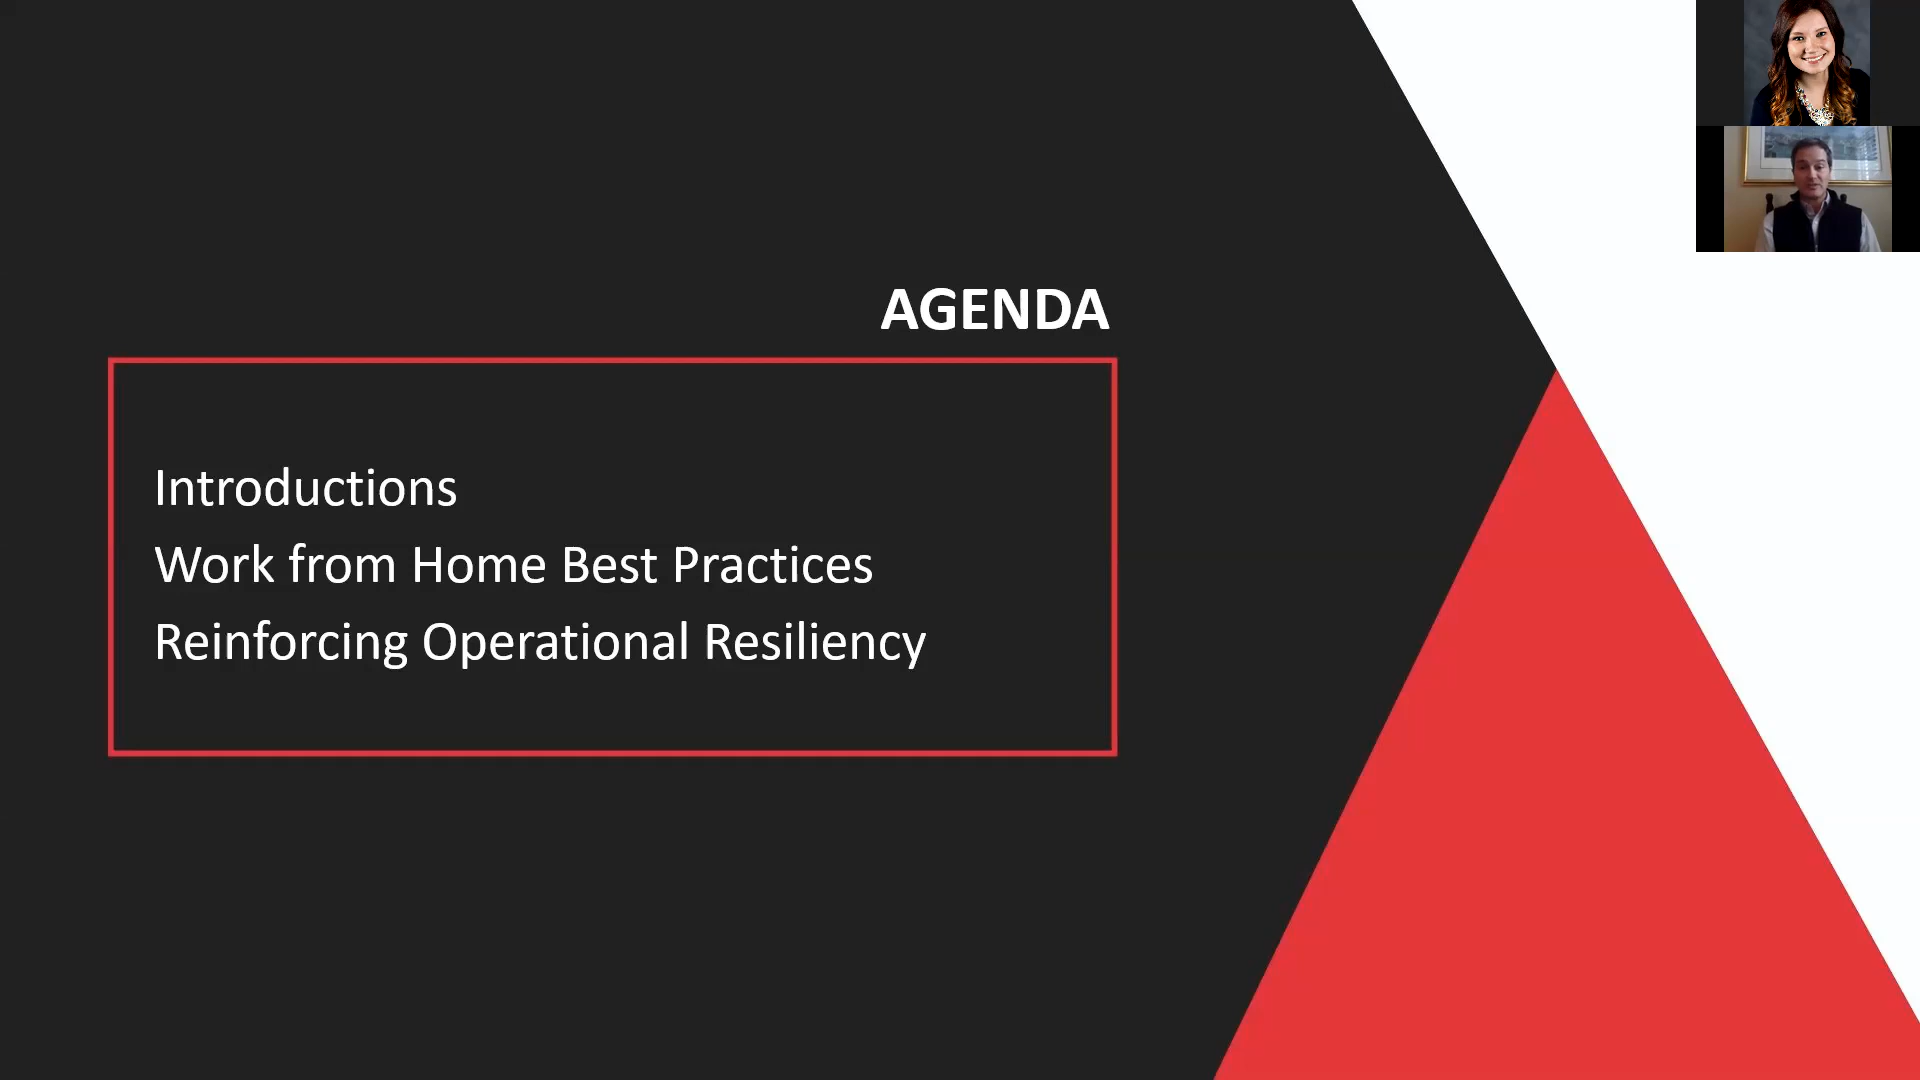 AGENDA
Introductions
Work from Home Best Practices
Reinforcing Operational Resiliency